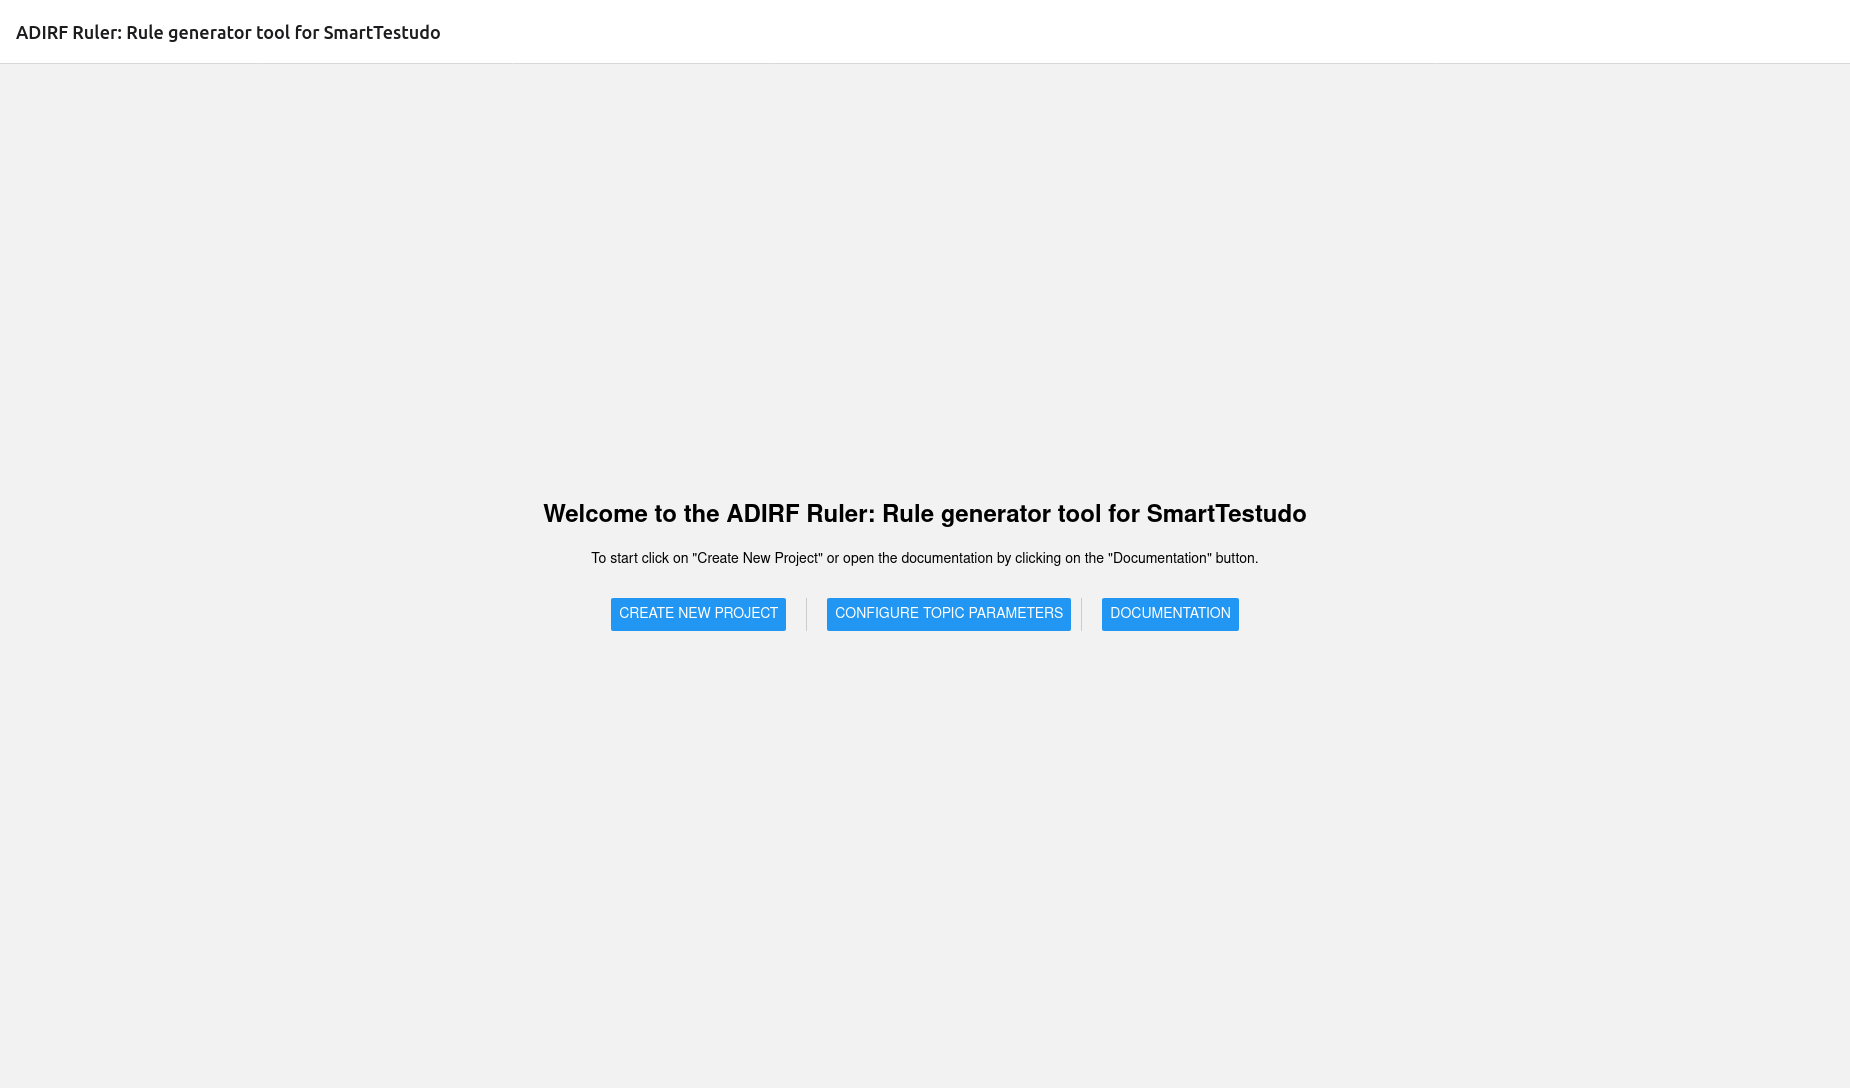 ADIRF Ruler: Rule generator tool for SmartTestudo
Welcome to the ADIRF Ruler: Rule generator tool for SmartTestudo
To start click on "Create New Project" or open the documentation by clicking on the "Documentation" button.
CREATE NEW PROJECT CONFIGURE TOPIC PARAMETERS DOCUMENTATION